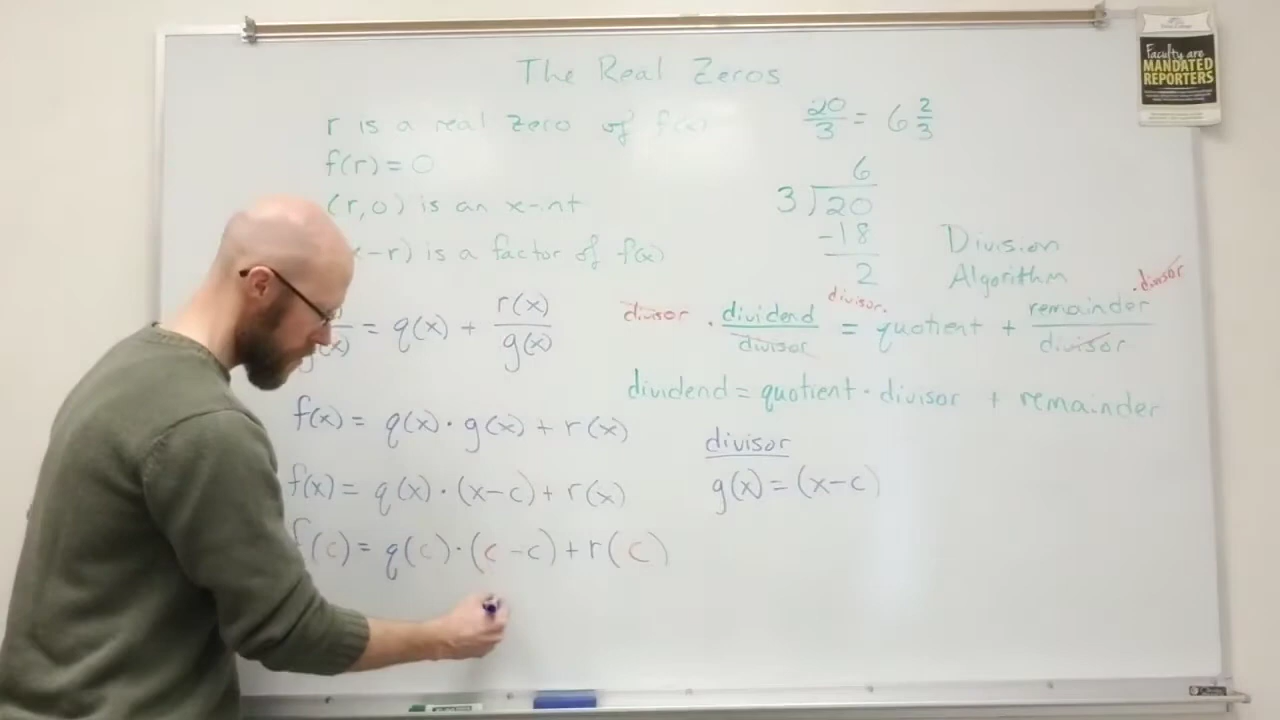 The Real Zeros
r is a real zero of f(x)
f(r) = 0
(r,0) is an x-int
-r) is a factor of f(x)
g(x) = q(x) + r(x)/g(x)
f(x) = q(x) · g(x) + r(x)
f(x) = q(x) · (x-c) + r(x)
f(c) = q(c) · (c-c) + r(c)
20/3 = 6 2/3
6
3 ) 20
-18
2
Division
Algorithm
divisor · dividend/divisor = divisor · quotient + remainder/divisor · divisor
dividend = quotient · divisor + remainder
divisor
g(x) = (x-c)
Faculty are
MANDATED
REPORTERS